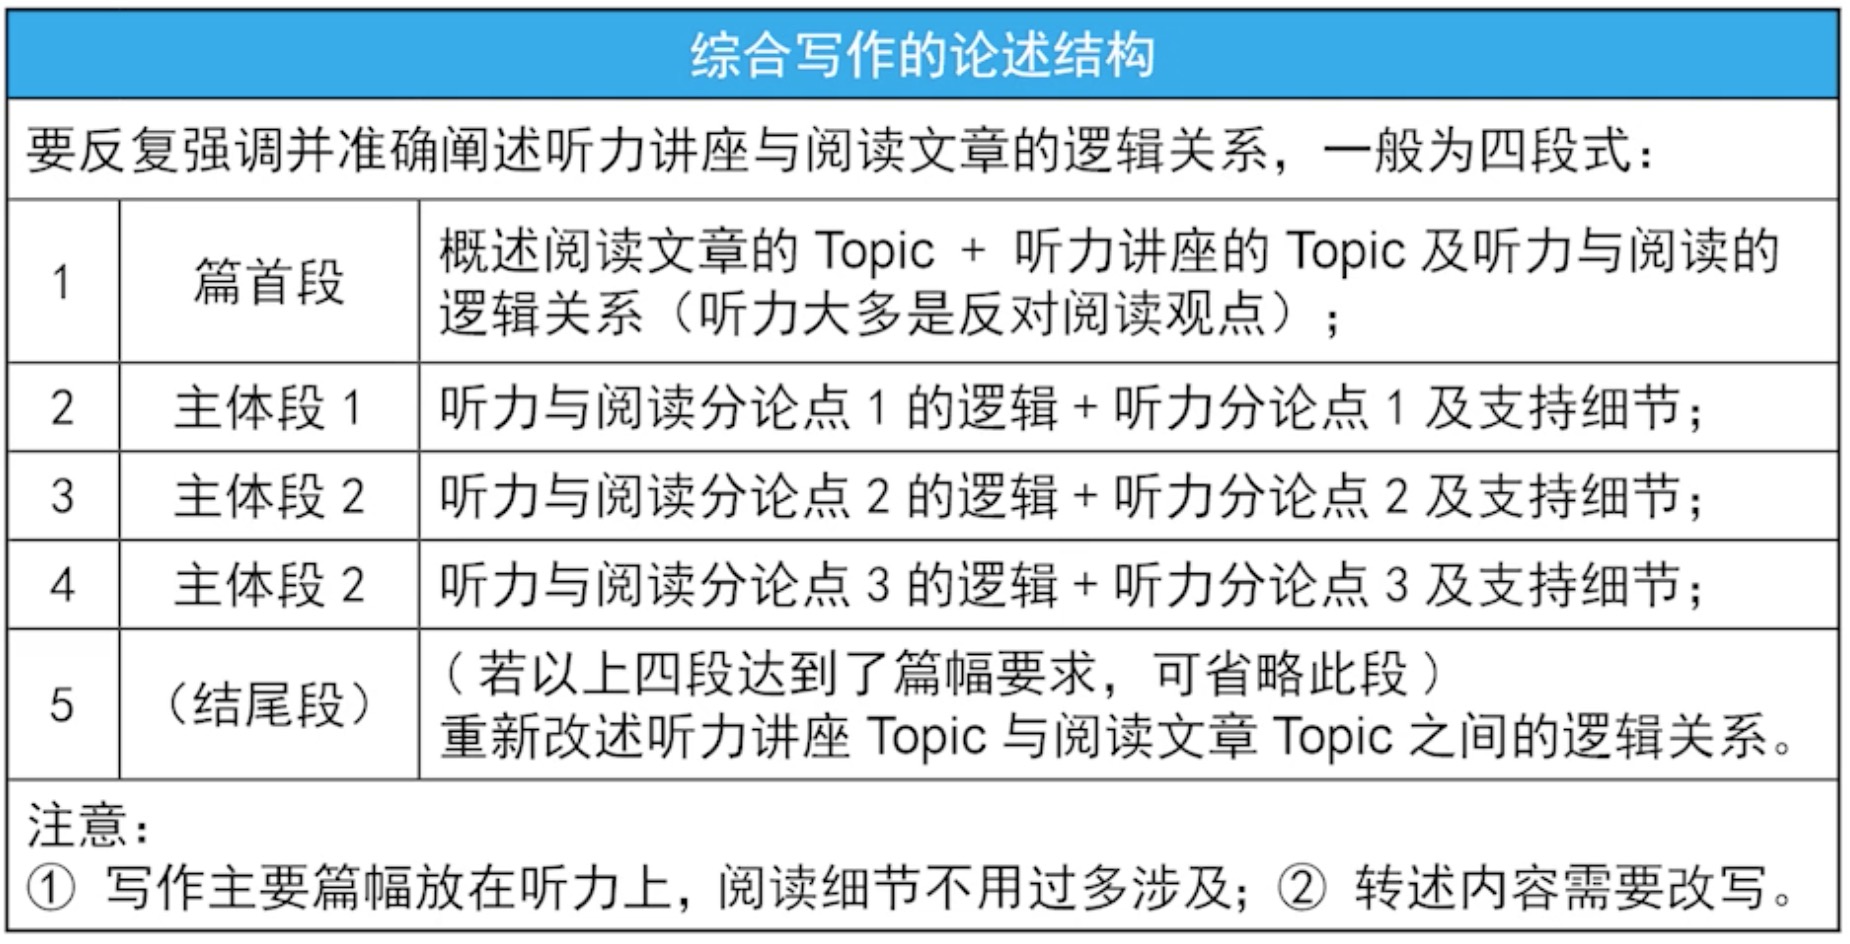 综合写作的论述结构
要反复强调并准确阐述听力讲座与阅读文章的逻辑关系，一般为四段式：
1 篇首段 概述阅读文章的 Topic + 听力讲座的 Topic 及听力与阅读的
逻辑关系（听力大多是反对阅读观点）；
2 主体段 1 听力与阅读分论点 1 的逻辑 + 听力分论点 1 及支持细节；
3 主体段 2 听力与阅读分论点 2 的逻辑 + 听力分论点 2 及支持细节；
4 主体段 2 听力与阅读分论点 3 的逻辑 + 听力分论点 3 及支持细节；
5 （结尾段） （若以上四段达到了篇幅要求，可省略此段）
重新改述听力讲座 Topic 与阅读文章 Topic 之间的逻辑关系。
注意：
① 写作主要篇幅放在听力上，阅读细节不用过多涉及；② 转述内容需要改写。